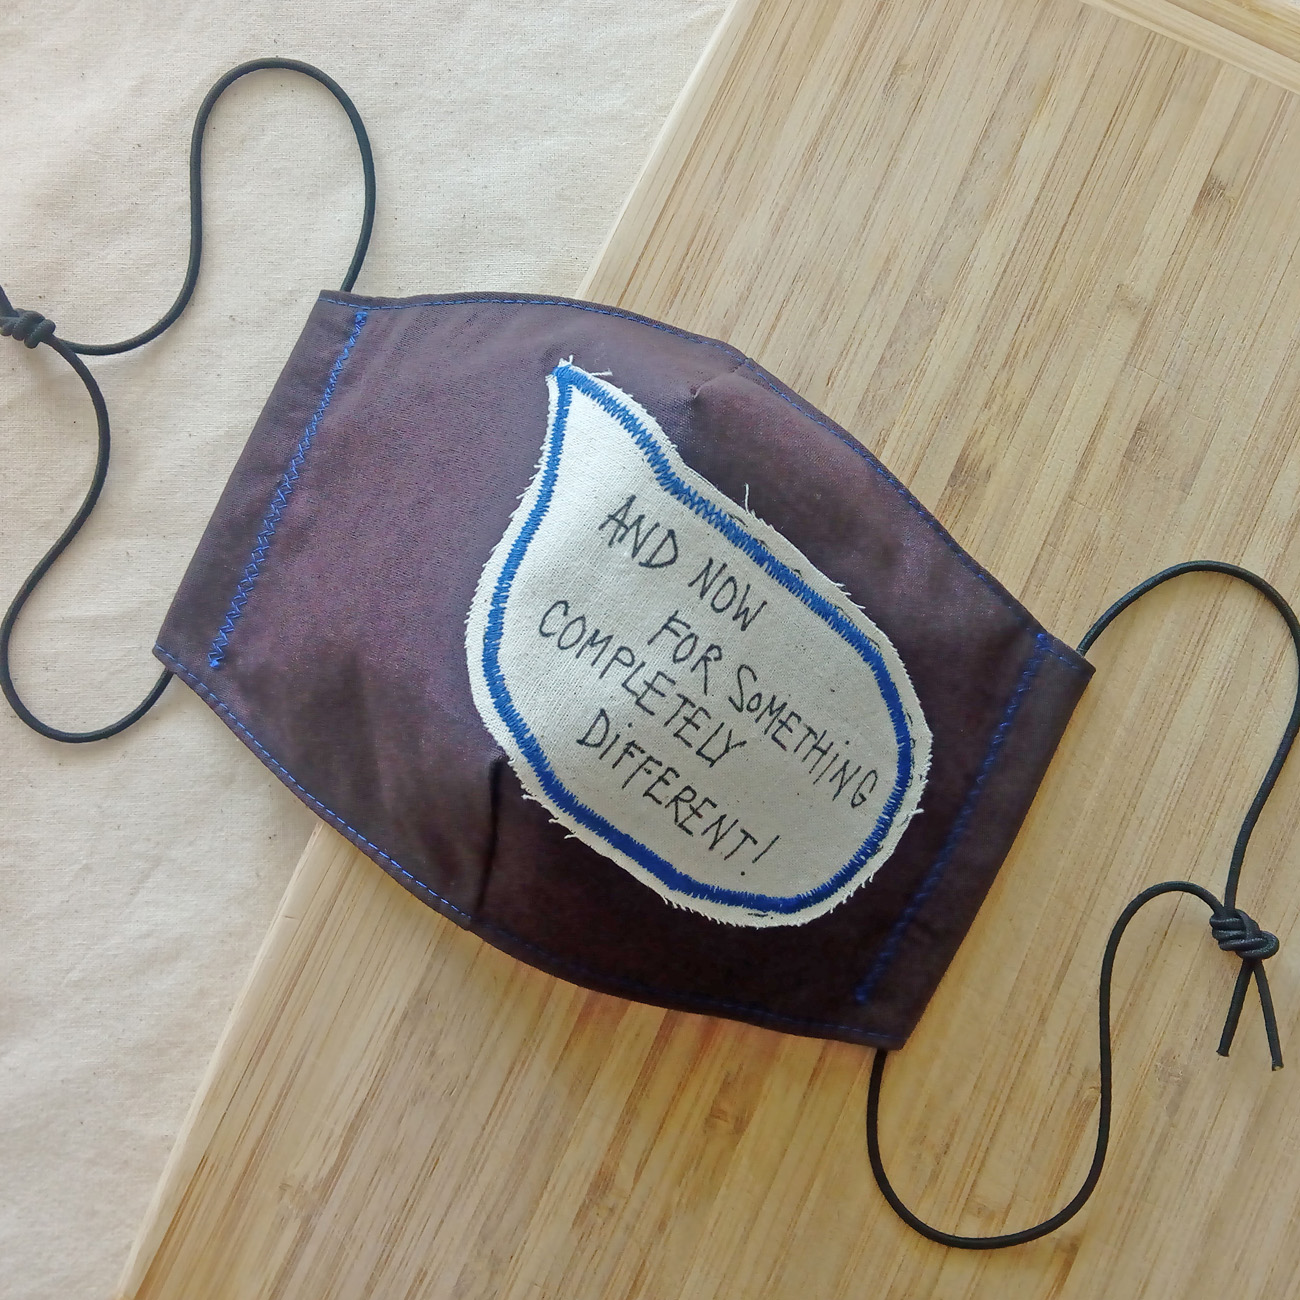 AND NOW
FOR SOMETHING
COMPLETELY
DiFFERENT!